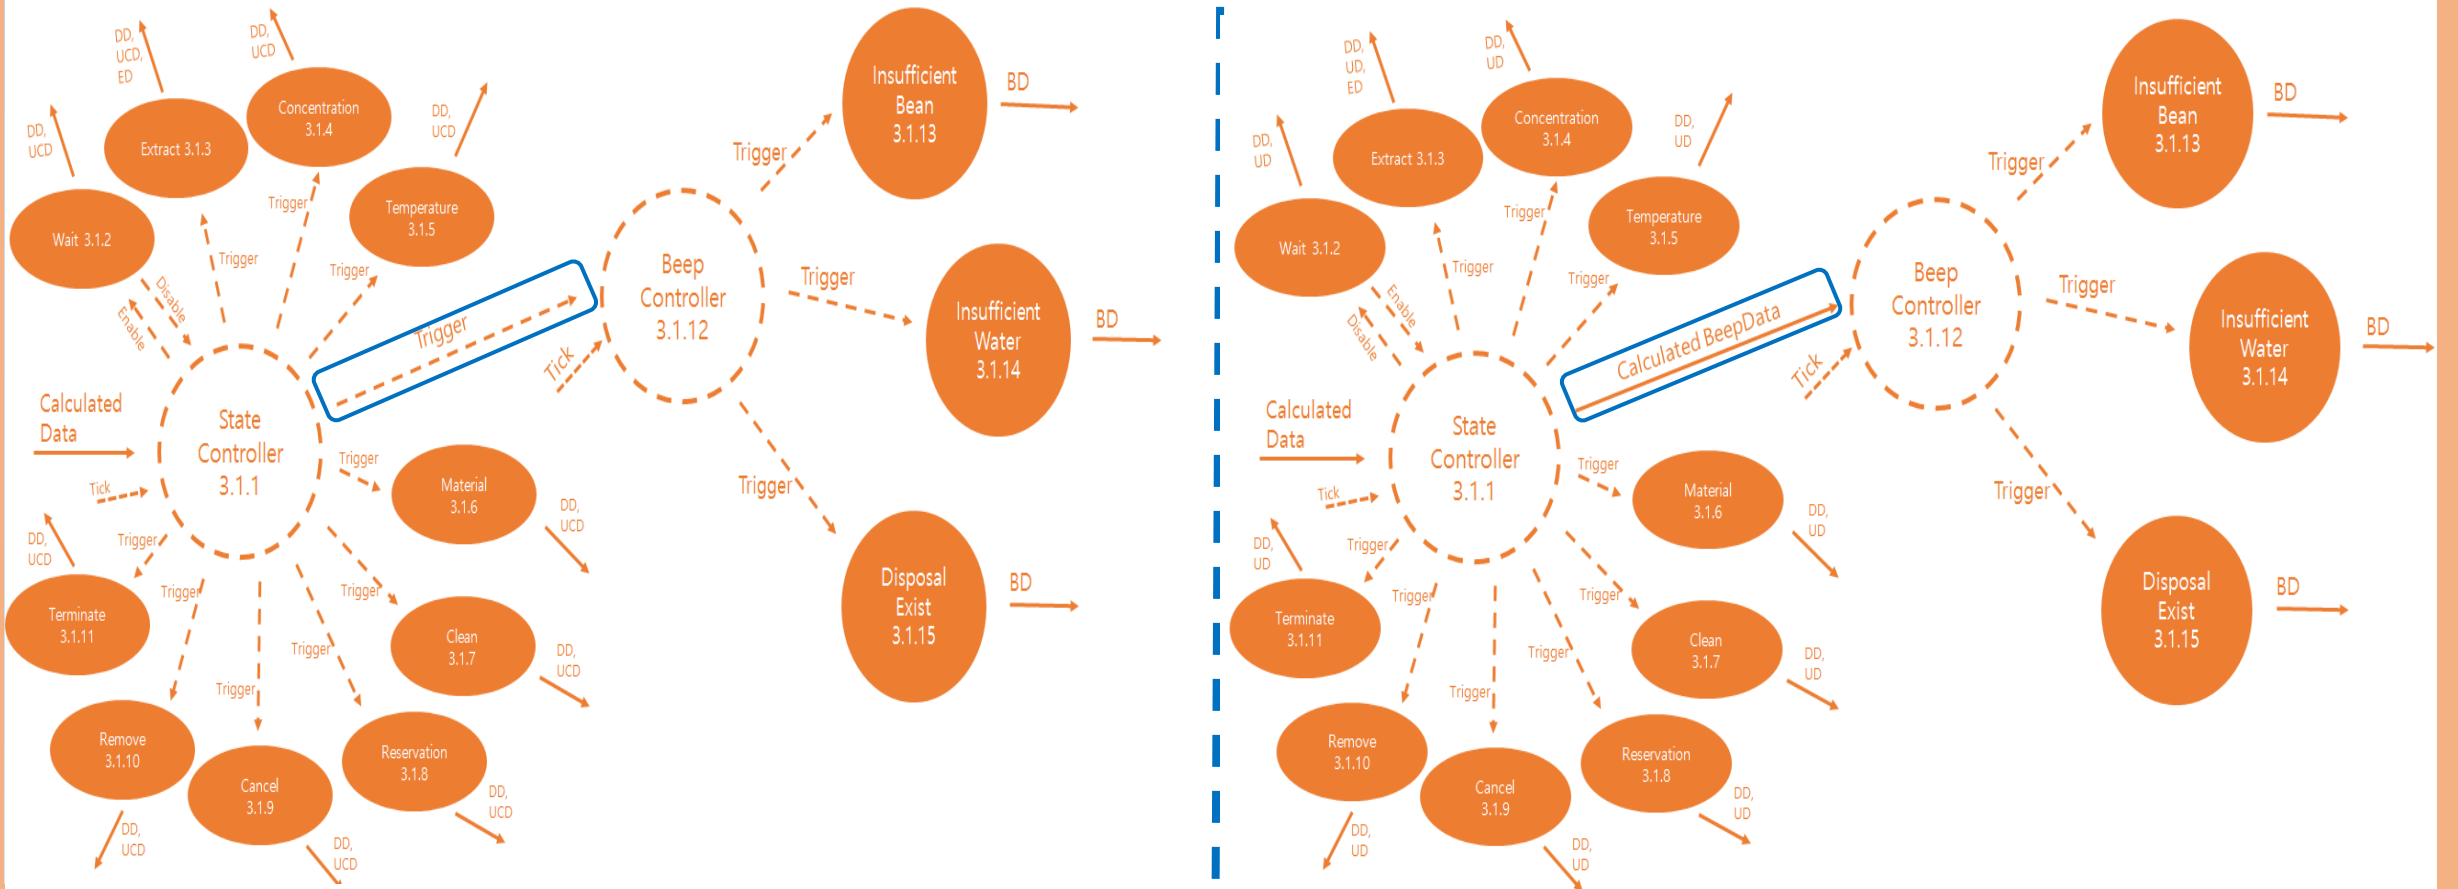 DD,
UCD,
ED
DD,
UCD
DD,
UCD
DD,
UCD
Extract 3.1.3
Concentration
3.1.4
Wait 3.1.2
Temperature
3.1.5
Trigger
Trigger
Trigger
Disable
Enable
Calculated
Data
Tick
State
Controller
3.1.1
Trigger
Tick
Beep
Controller
3.1.12
Trigger
Insufficient
Bean
3.1.13
BD
Trigger
Insufficient
Water
3.1.14
BD
Trigger
Disposal
Exist
3.1.15
BD
Trigger
Material
3.1.6
DD,
UCD
Trigger
Clean
3.1.7
DD,
UCD
Trigger
Reservation
3.1.8
DD,
UCD
Trigger
Cancel
3.1.9
DD,
UCD
Trigger
Remove
3.1.10
DD,
UCD
Trigger
Terminate
3.1.11
DD,
UCD
DD,
UD,
ED
DD,
UD
DD,
UD
DD,
UD
Extract 3.1.3
Concentration
3.1.4
Wait 3.1.2
Temperature
3.1.5
Trigger
Trigger
Trigger
Enable
Disable
Calculated
Data
Tick
State
Controller
3.1.1
Calculated BeepData
Tick
Beep
Controller
3.1.12
Trigger
Insufficient
Bean
3.1.13
BD
Trigger
Insufficient
Water
3.1.14
BD
Trigger
Disposal
Exist
3.1.15
BD
Trigger
Material
3.1.6
DD,
UD
Trigger
Clean
3.1.7
DD,
UD
Trigger
Reservation
3.1.8
DD,
UD
Trigger
Cancel
3.1.9
DD,
UD
Trigger
Remove
3.1.10
DD,
UD
Trigger
Terminate
3.1.11
DD,
UD